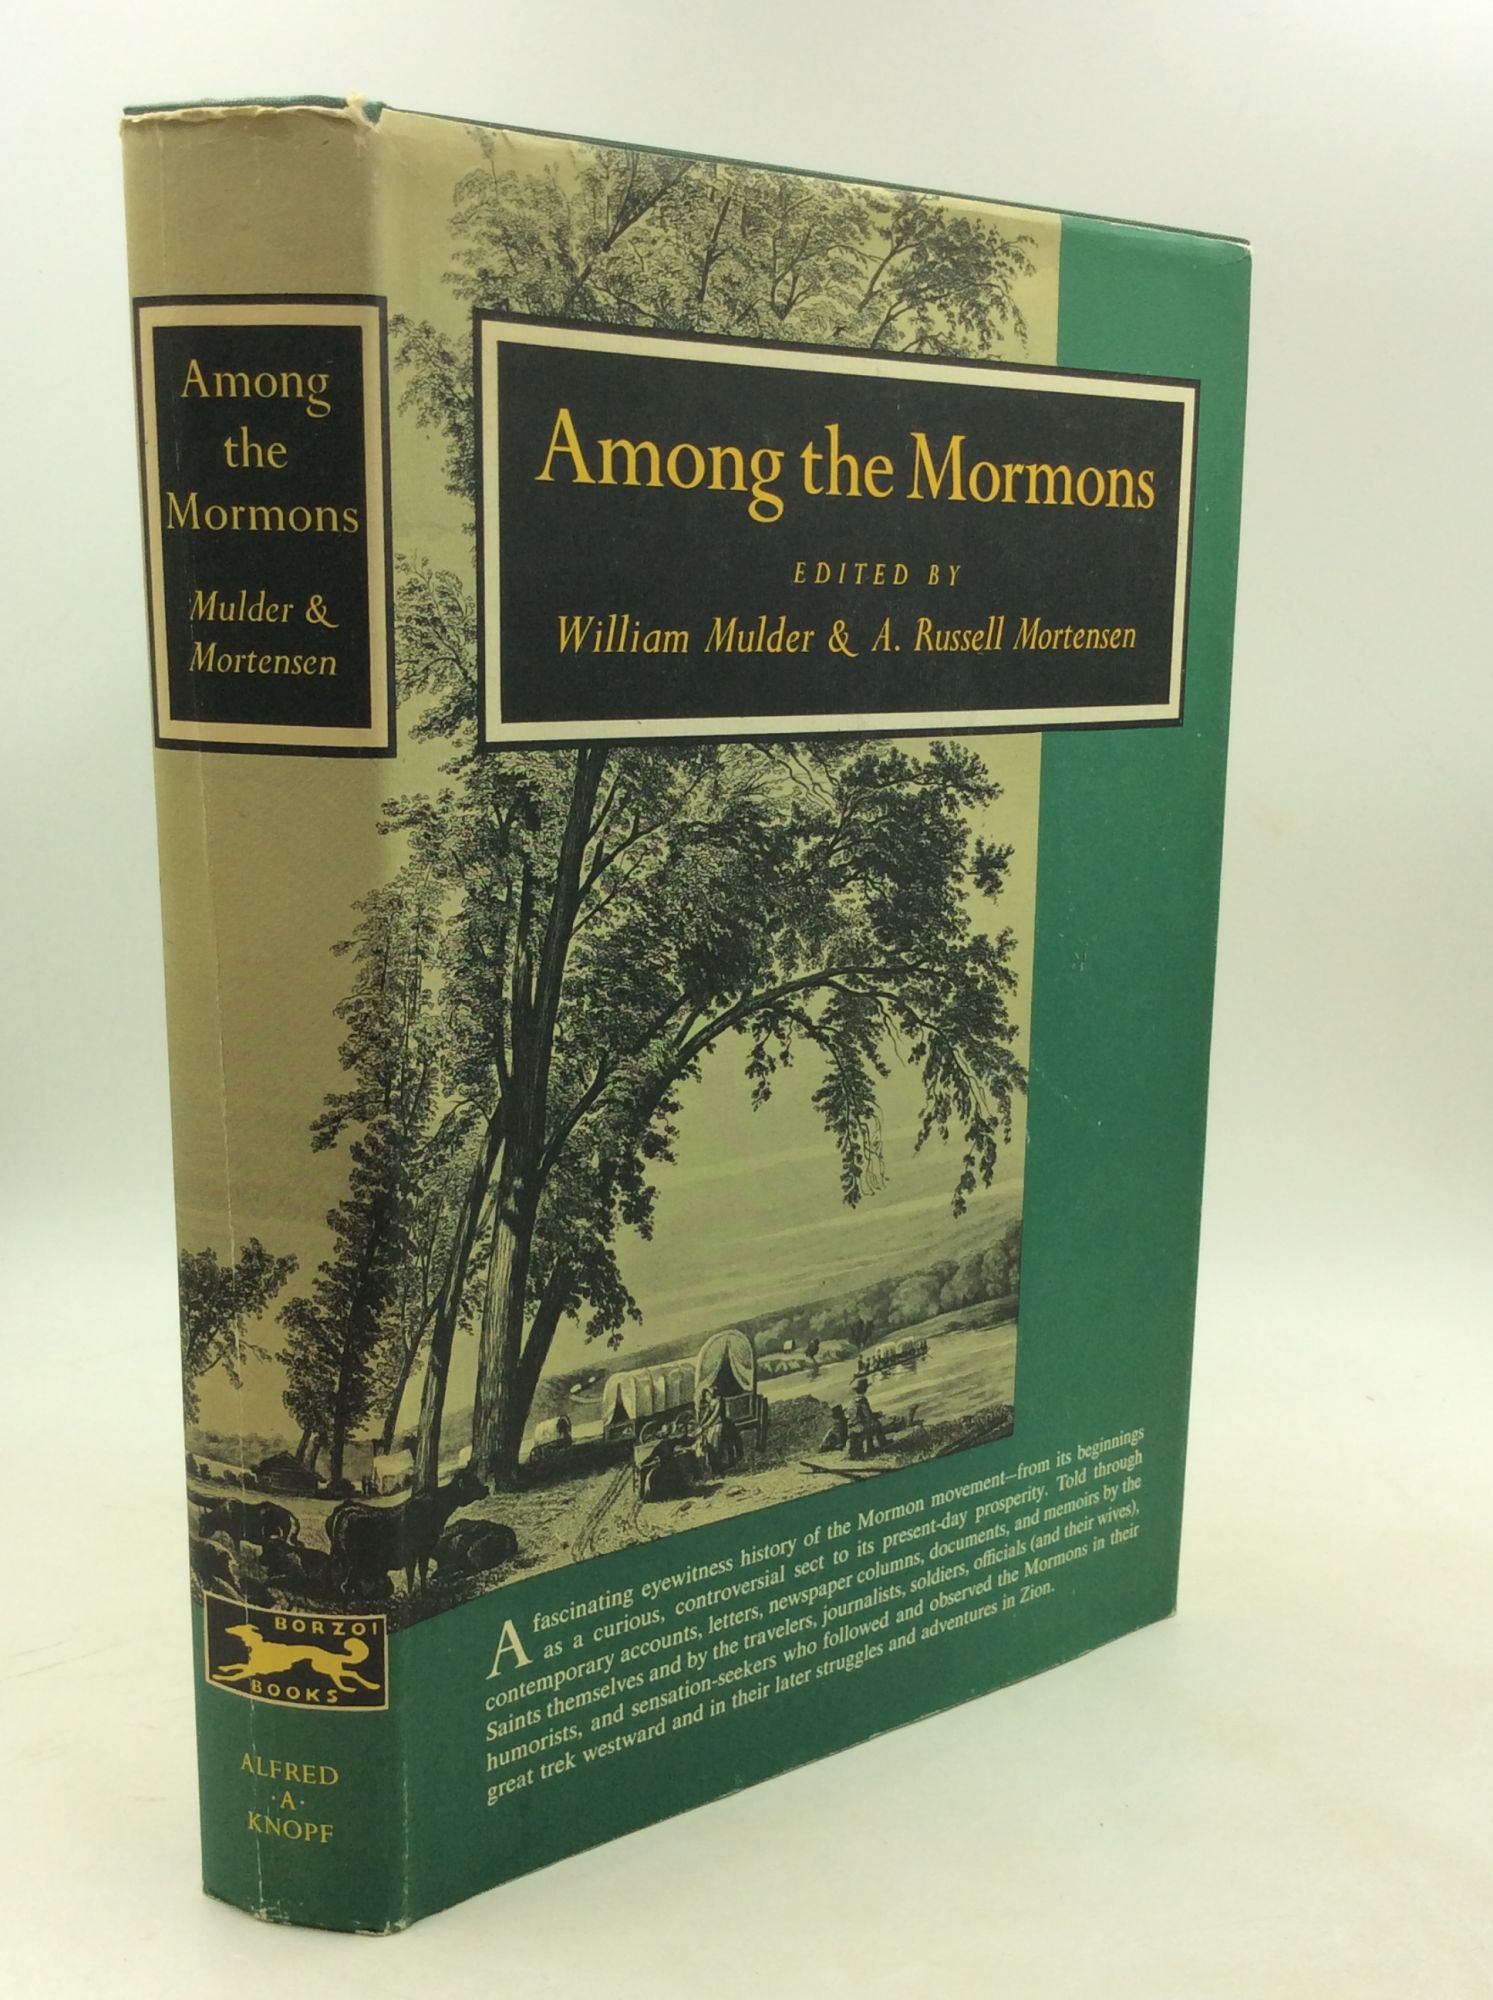 Among
the
Mormons
Mulder &
Mortensen
BORZOI
BOOKS
ALFRED
· A ·
KNOPF
Among the Mormons
EDITED BY
William Mulder & A. Russell Mortensen
A fascinating eyewitness history of the Mormon movement—from its beginnings
as a curious, controversial sect to its present-day prosperity. Told through
contemporary accounts, letters, newspaper columns, documents, and memoirs by the
Saints themselves and by the travelers, journalists, soldiers, officials (and their wives),
humorists, and sensation-seekers who followed and observed the Mormons in their
great trek westward and in their later struggles and adventures in Zion.